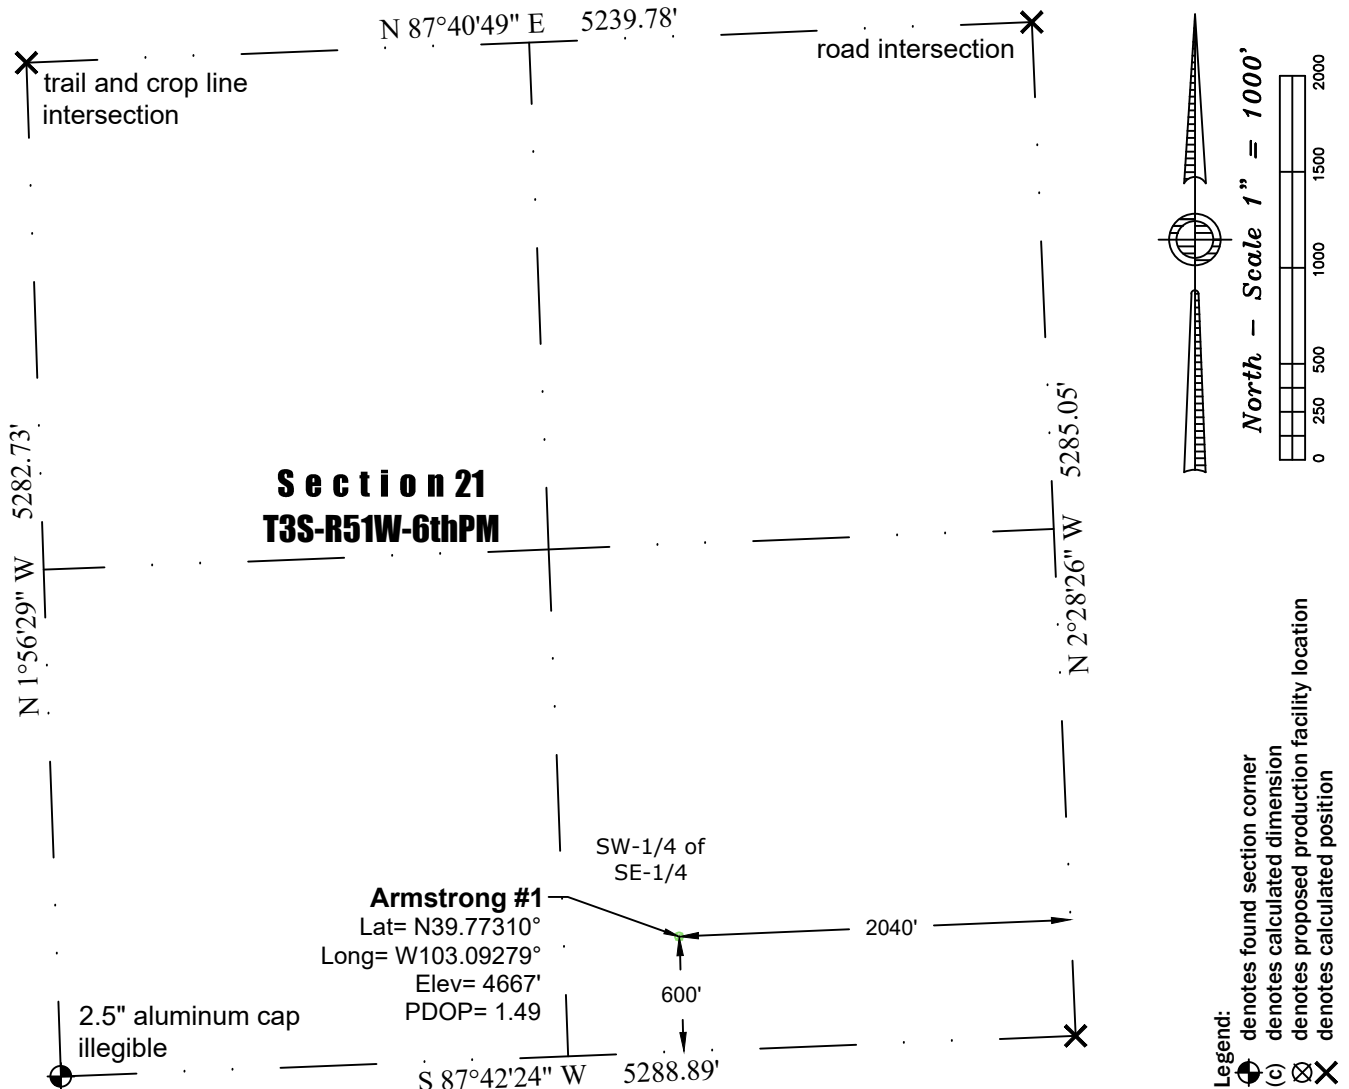 N 87°40'49" E 5239.78'
road intersection
trail and crop line
intersection
N 1°56'29" W 5282.73'
Section 21
T3S-R51W-6thPM
N 2°28'26" W 5285.05'
SW-1/4 of
SE-1/4
Armstrong #1
Lat= N39.77310°
Long= W103.09279°
Elev= 4667'
PDOP= 1.49
2040'
600'
2.5" aluminum cap
illegible
S 87°42'24" W 5288.89'
North - Scale 1" = 1000'
0 250 500 1000 1500 2000
Legend:
denotes found section corner
(c) denotes calculated dimension
denotes proposed production facility location
denotes calculated position